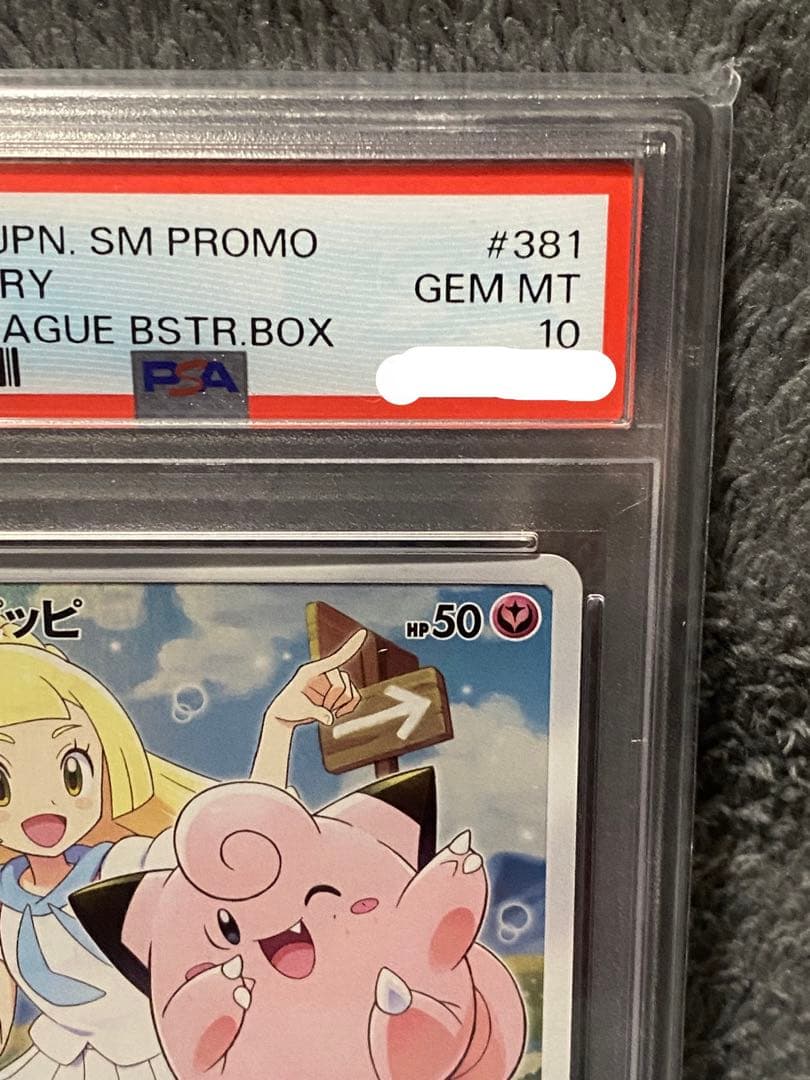 JPN. SM PROMO #381
RY GEM MT
AGUE BSTR.BOX 10
PSA
ッピ HP50